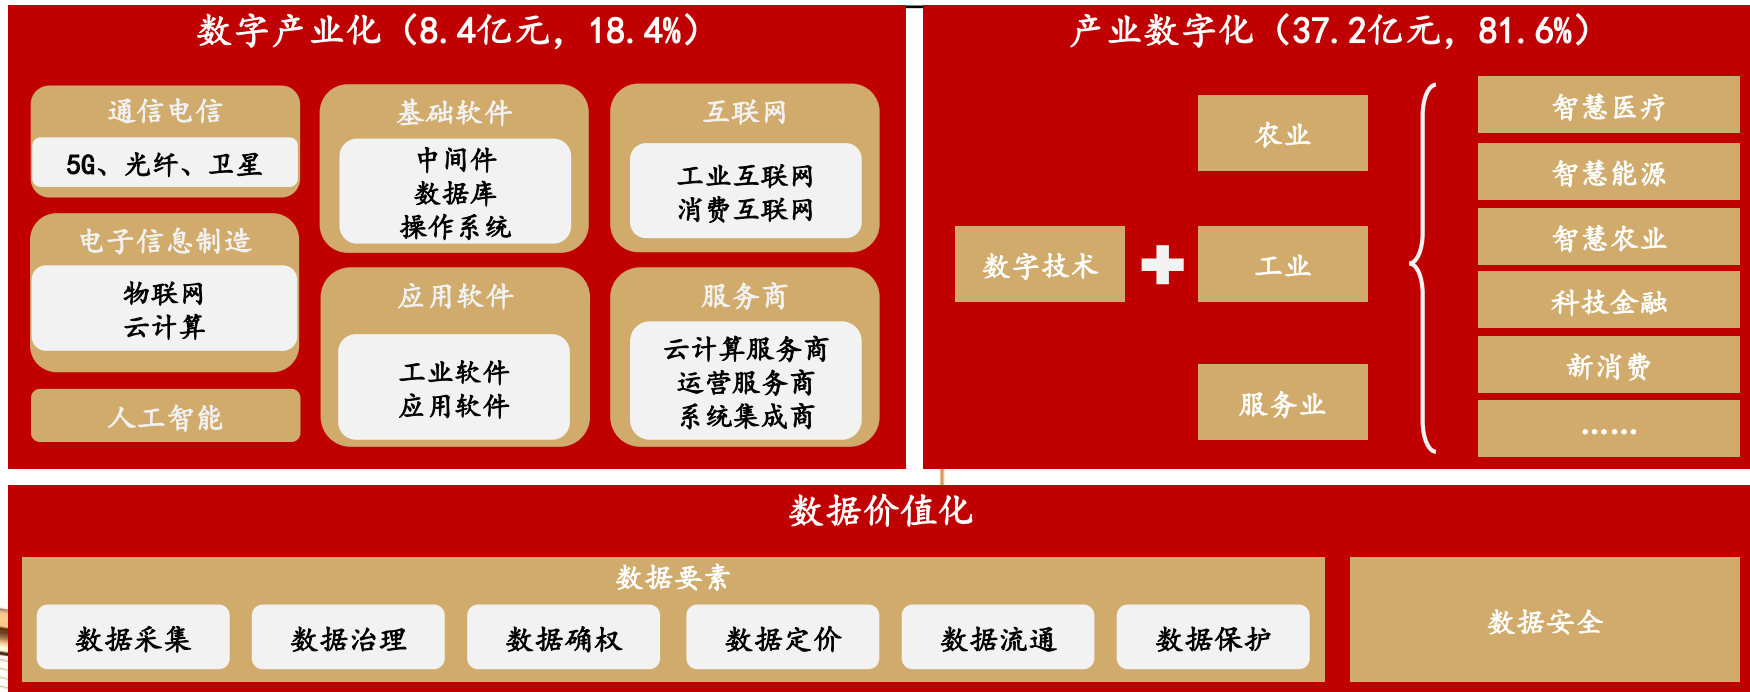 数字产业化（8.4亿元，18.4%）
通信电信
5G、光纤、卫星
电子信息制造
物联网
云计算
人工智能
基础软件
中间件
数据库
操作系统
应用软件
工业软件
应用软件
互联网
工业互联网
消费互联网
服务商
云计算服务商
运营服务商
系统集成商
产业数字化（37.2亿元，81.6%）
数字技术
农业
工业
服务业
智慧医疗
智慧能源
智慧农业
科技金融
新消费
……
数据价值化
数据要素
数据采集
数据治理
数据确权
数据定价
数据流通
数据保护
数据安全